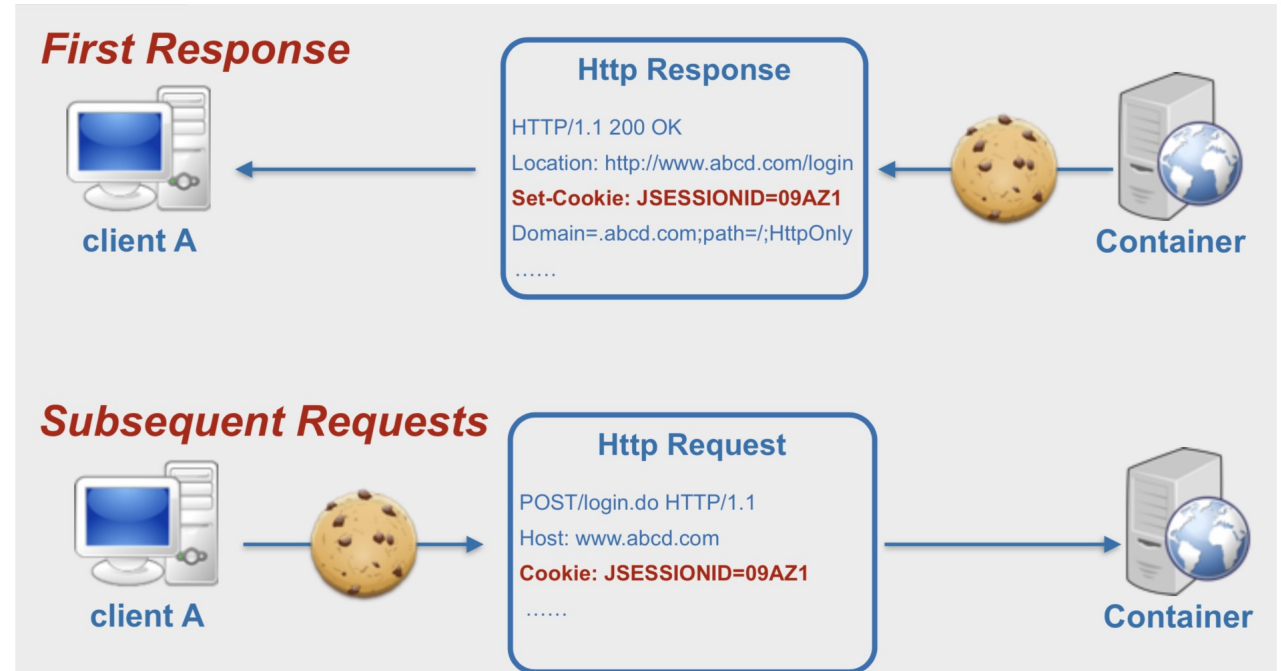 First Response
Http Response
HTTP/1.1 200 OK
Location: http://www.abcd.com/login
Set-Cookie: JSESSIONID=09AZ1
Domain=.abcd.com;path=/;HttpOnly
……
client A
Container
Subsequent Requests
Http Request
POST/login.do HTTP/1.1
Host: www.abcd.com
Cookie: JSESSIONID=09AZ1
……
client A
Container